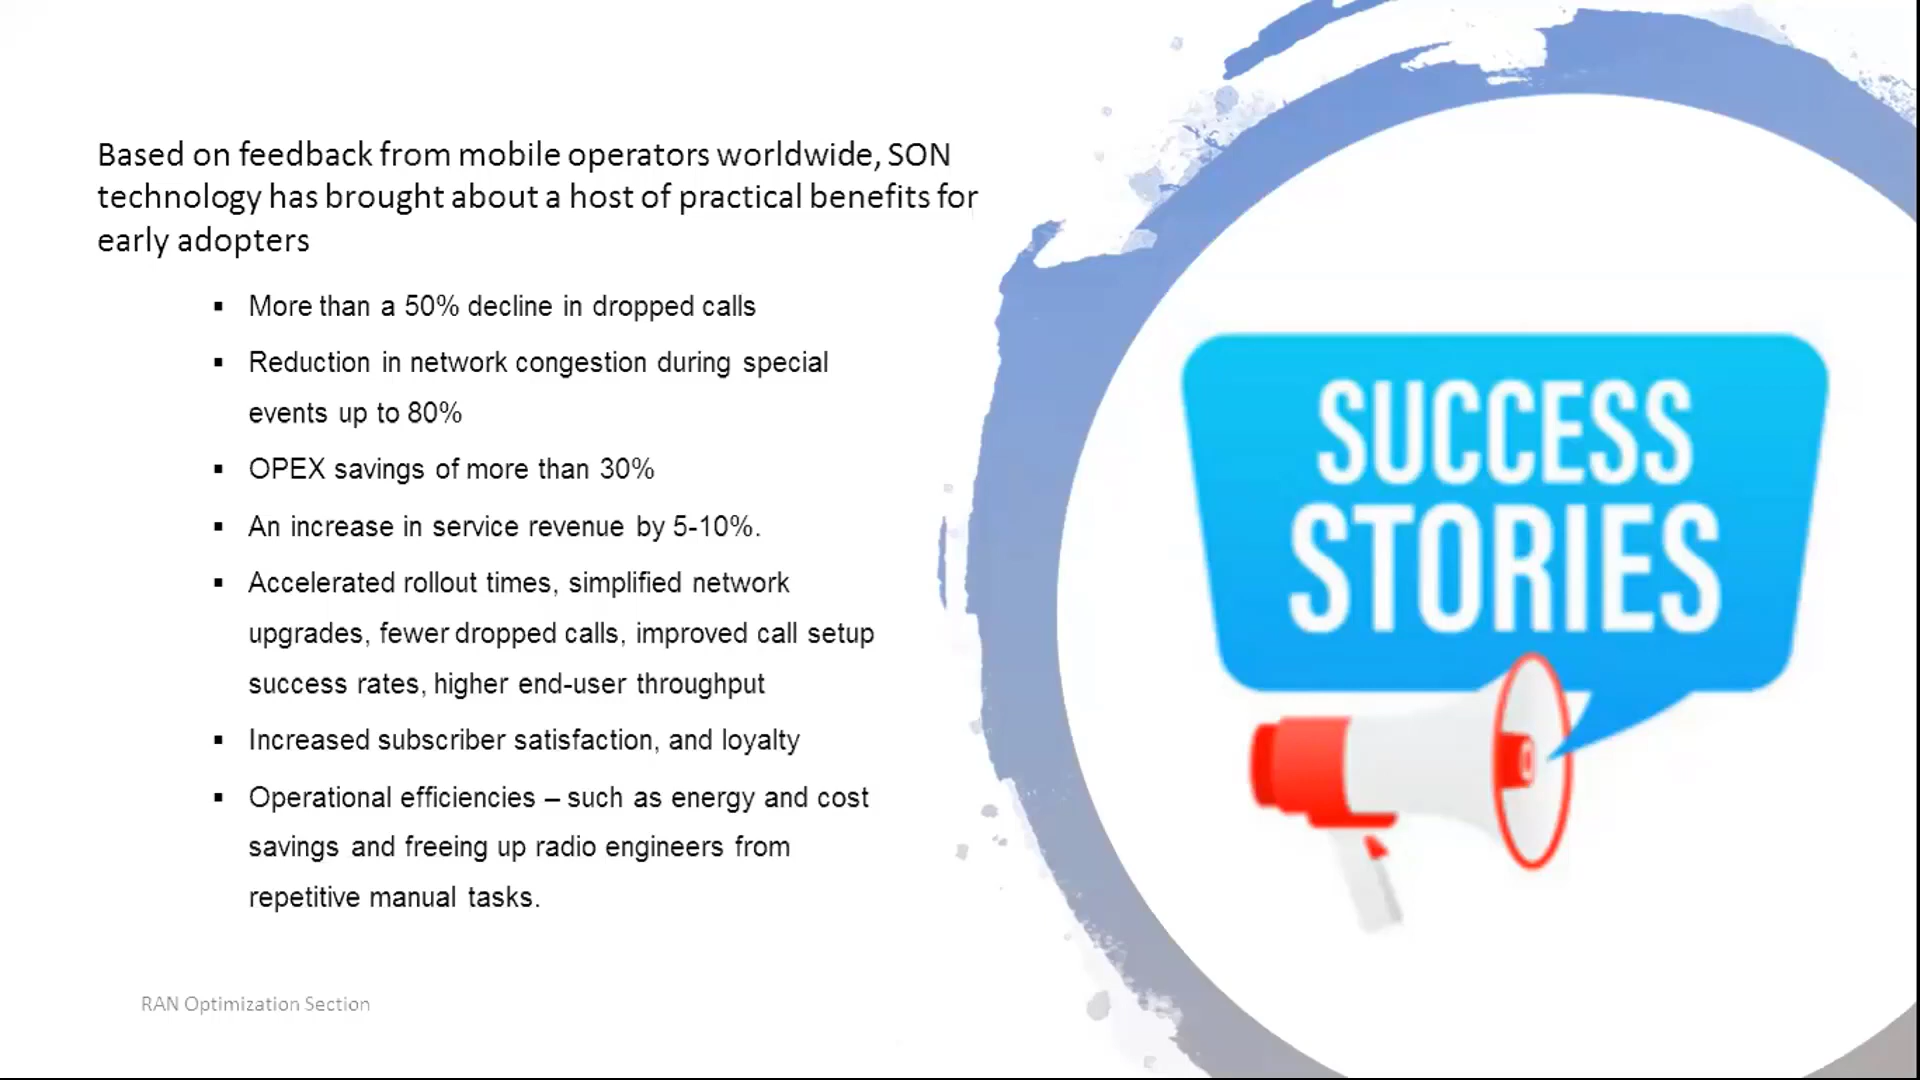 Based on feedback from mobile operators worldwide, SON
technology has brought about a host of practical benefits for
early adopters
▪ More than a 50% decline in dropped calls
▪ Reduction in network congestion during special
events up to 80%
▪ OPEX savings of more than 30%
▪ An increase in service revenue by 5-10%.
▪ Accelerated rollout times, simplified network
upgrades, fewer dropped calls, improved call setup
success rates, higher end-user throughput
▪ Increased subscriber satisfaction, and loyalty
▪ Operational efficiencies – such as energy and cost
savings and freeing up radio engineers from
repetitive manual tasks.
SUCCESS
STORIES
RAN Optimization Section